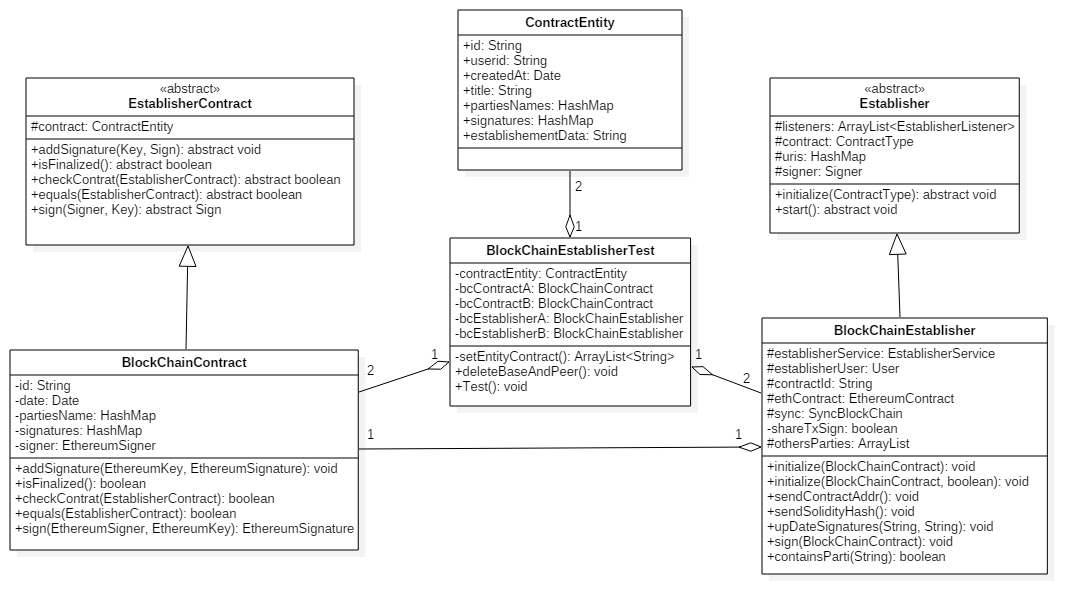 ContractEntity
+id: String
+userid: String
+createdAt: Date
+title: String
+partiesNames: HashMap
+signatures: HashMap
+establishementData: String
«abstract»
EstablisherContract
#contract: ContractEntity
+addSignature(Key, Sign): abstract void
+isFinalized(): abstract boolean
+checkContrat(EstablisherContract): abstract boolean
+equals(EstablisherContract): abstract boolean
+sign(Signer, Key): abstract Sign
«abstract»
Establisher
#listeners: ArrayList<EstablisherListener>
#contract: ContractType
#uris: HashMap
#signer: Signer
+initialize(ContractType): abstract void
+start(): abstract void
2
1
BlockChainEstablisherTest
-contractEntity: ContractEntity
-bcContractA: BlockChainContract
-bcContractB: BlockChainContract
-bcEstablisherA: BlockChainEstablisher
-bcEstablisherB: BlockChainEstablisher
-setEntityContract(): ArrayList<String>
+deleteBaseAndPeer(): void
+Test(): void
1
2
1
2
1
1
BlockChainContract
-id: String
-date: Date
-partiesName: HashMap
-signatures: HashMap
-signer: EthereumSigner
+addSignature(EthereumKey, EthereumSignature): void
+isFinalized(): boolean
+checkContrat(EstablisherContract): boolean
+equals(EstablisherContract): boolean
+sign(EthereumSigner, EthereumKey): EthereumSignature
BlockChainEstablisher
#establisherService: EstablisherService
#establisherUser: User
#contractId: String
#ethContract: EthereumContract
#sync: SyncBlockChain
-shareTxSign: boolean
#othersParties: ArrayList
+initialize(BlockChainContract): void
+initialize(BlockChainContract, boolean): void
+sendContractAddr(): void
+sendSolidityHash(): void
+upDateSignatures(String, String): void
+sign(BlockChainContract): void
+containsParti(String): boolean